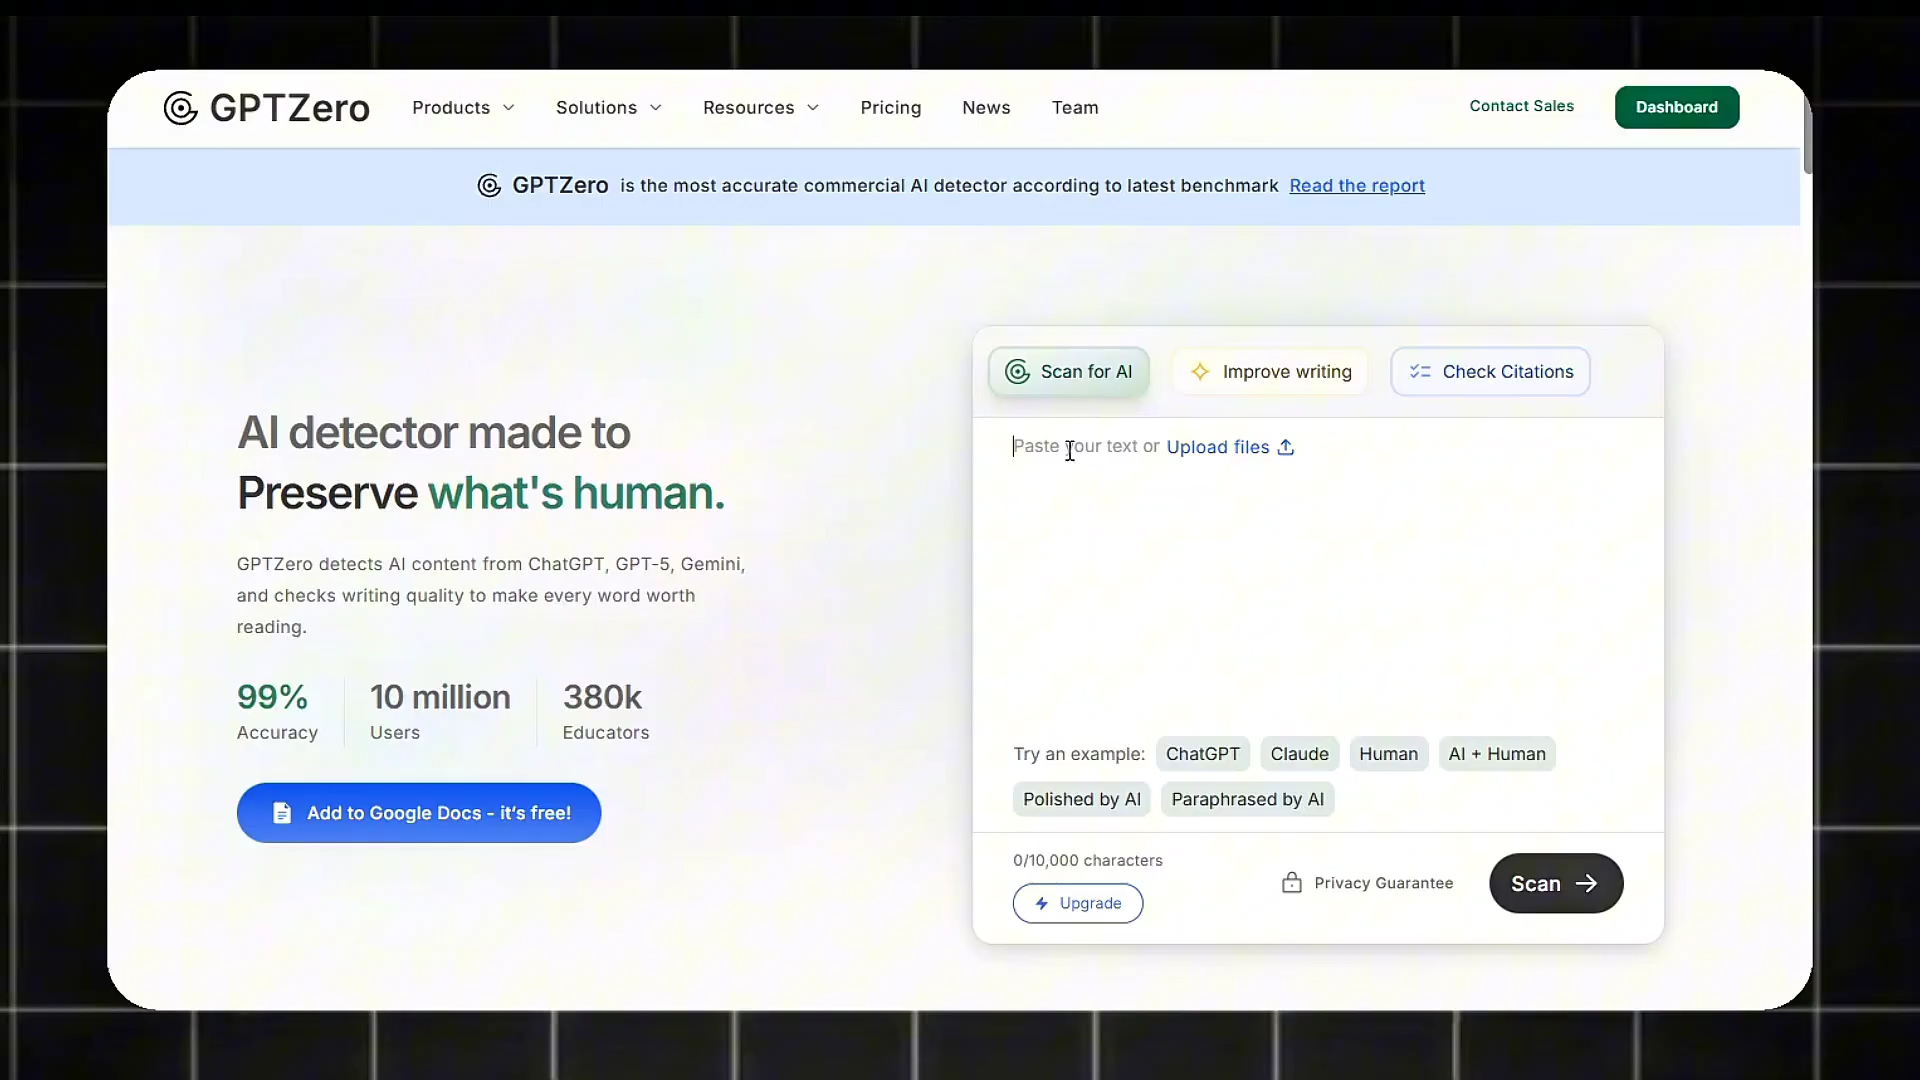 GPTZero
Products
Solutions
Resources
Pricing
News
Team
Contact Sales
Dashboard
GPTZero is the most accurate commercial AI detector according to latest benchmark Read the report
AI detector made to
Preserve what's human.
GPTZero detects AI content from ChatGPT, GPT-5, Gemini,
and checks writing quality to make every word worth
reading.
99%
Accuracy
10 million
Users
380k
Educators
Add to Google Docs - it's free!
Scan for AI
Improve writing
Check Citations
Paste your text or Upload files
Try an example: ChatGPT Claude Human AI + Human
Polished by AI Paraphrased by AI
0/10,000 characters
Upgrade
Privacy Guarantee
Scan